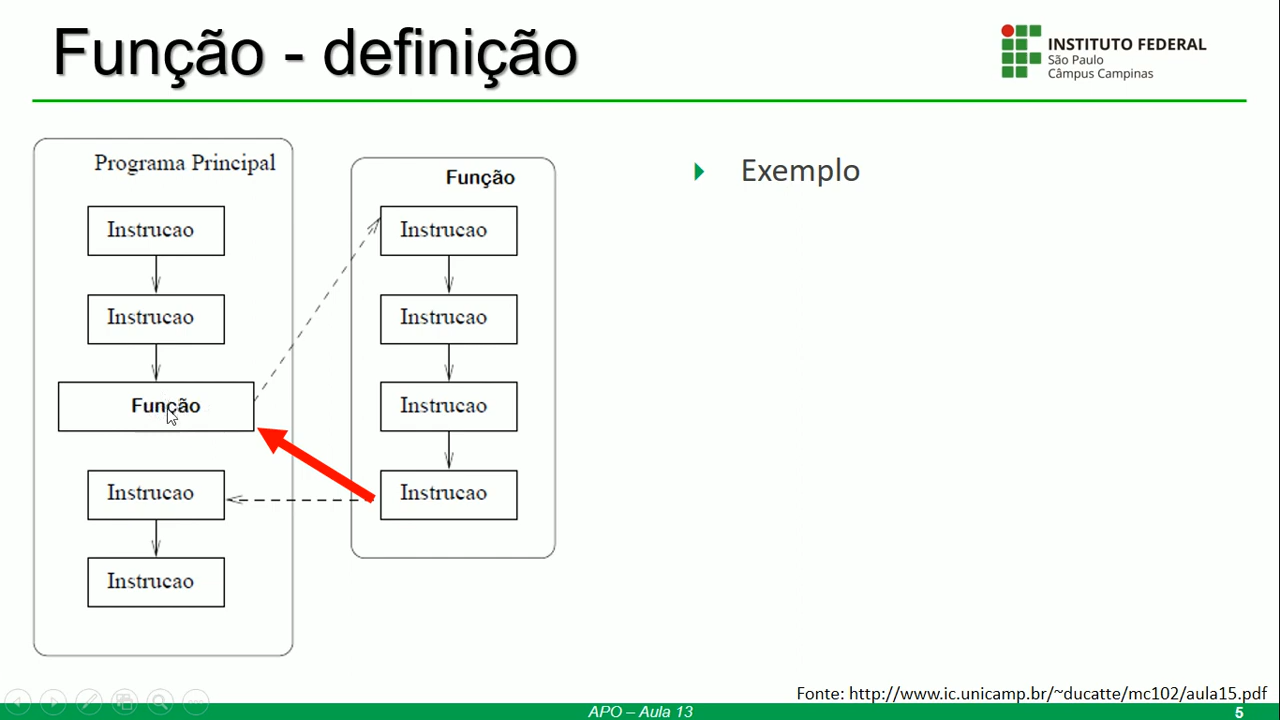 Função - definição
INSTITUTO FEDERAL
São Paulo
Câmpus Campinas
Programa Principal
Instrucao
Instrucao
Função
Instrucao
Instrucao
Função
Instrucao
Instrucao
Instrucao
Instrucao
Exemplo
Fonte: http://www.ic.unicamp.br/~ducatte/mc102/aula15.pdf
APO – Aula 13
5